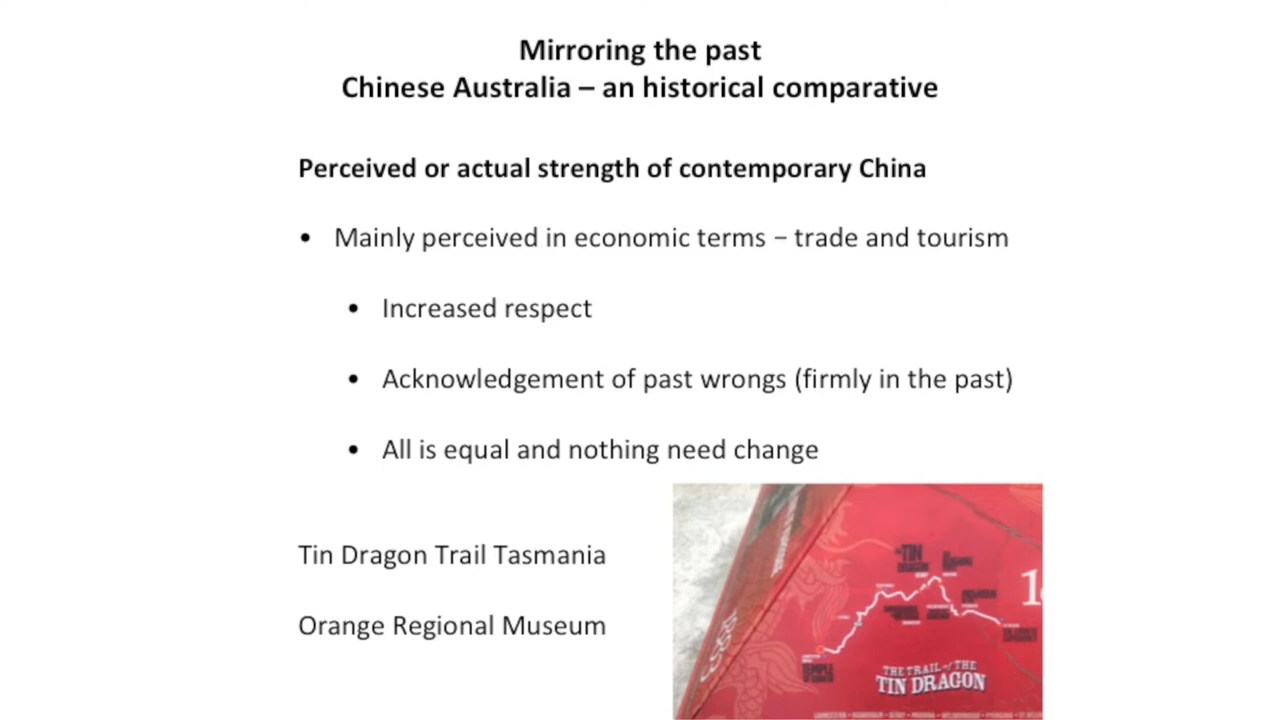 Mirroring the past
Chinese Australia – an historical comparative
Perceived or actual strength of contemporary China
• Mainly perceived in economic terms – trade and tourism
• Increased respect
• Acknowledgement of past wrongs (firmly in the past)
• All is equal and nothing need change
Tin Dragon Trail Tasmania
Orange Regional Museum
TIN
DRAGON
TEMPLE
THE TRAIL of THE
TIN DRAGON